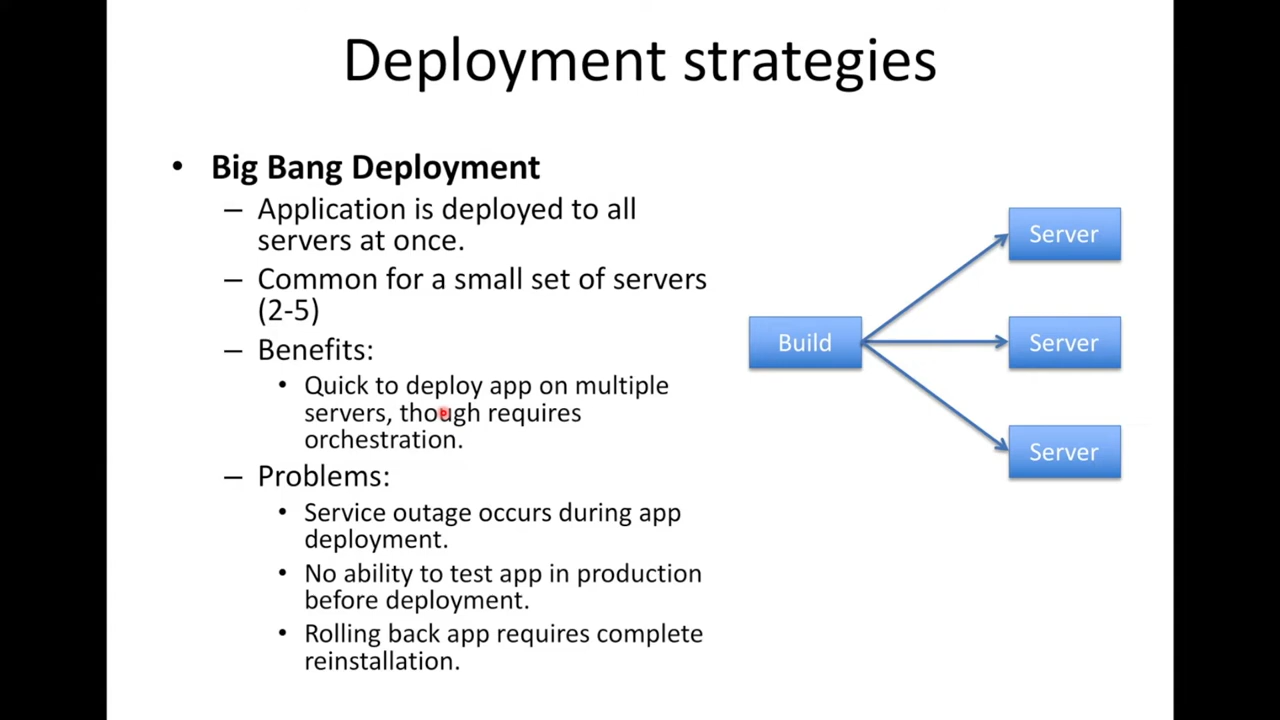 Deployment strategies
• Big Bang Deployment
– Application is deployed to all
servers at once.
– Common for a small set of servers
(2-5)
– Benefits:
• Quick to deploy app on multiple
servers, though requires
orchestration.
– Problems:
• Service outage occurs during app
deployment.
• No ability to test app in production
before deployment.
• Rolling back app requires complete
reinstallation.
Server
Build
Server
Server